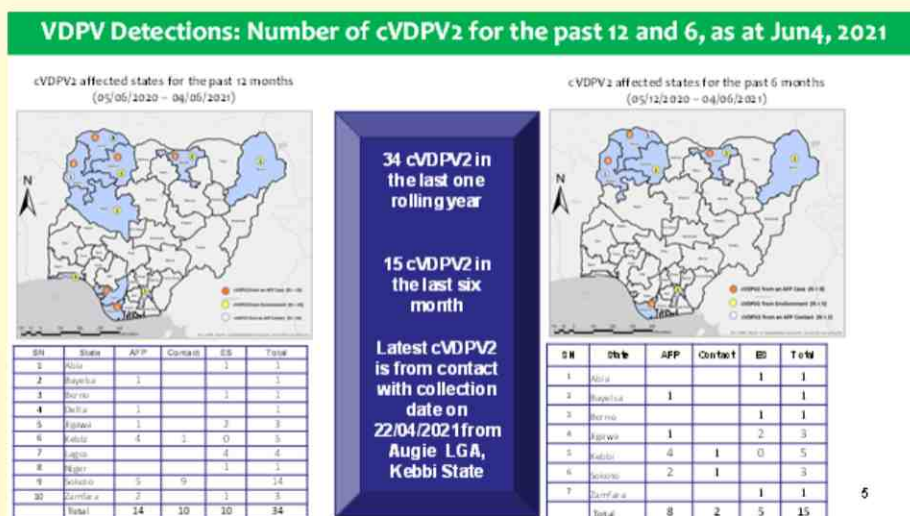 VDPV Detections: Number of cVDPV2 for the past 12 and 6, as at Jun4, 2021
cVDPV2 affected states for the past 12 months
(05/06/2020 – 04/06/2021)
N
SN State AFP Contact ES Total
1 Abia 1 1
2 Bayelsa 1 1
3 Borno 1 1
4 Delta 1 1
5 Jigawa 1 2 3
6 Kebbi 4 1 0 5
7 Lagos 4 4
8 Niger 1 1
9 Sokoto 5 9 14
10 Zamfara 2 1 3
Total 14 10 10 34
34 cVDPV2 in
the last one
rolling year
15 cVDPV2 in
the last six
month
Latest cVDPV2
is from contact
with collection
date on
22/04/2021 from
Augie LGA,
Kebbi State
cVDPV2 affected states for the past 6 months
(05/12/2020 – 04/06/2021)
N
SN State AFP Contact ES Total
1 Abia 1 1
2 Bayelsa 1 1
3 Borno 1 1
4 Jigawa 1 2 3
5 Kebbi 4 1 0 5
6 Sokoto 2 1 3
7 Zamfara 1 1
Total 8 2 5 15
5